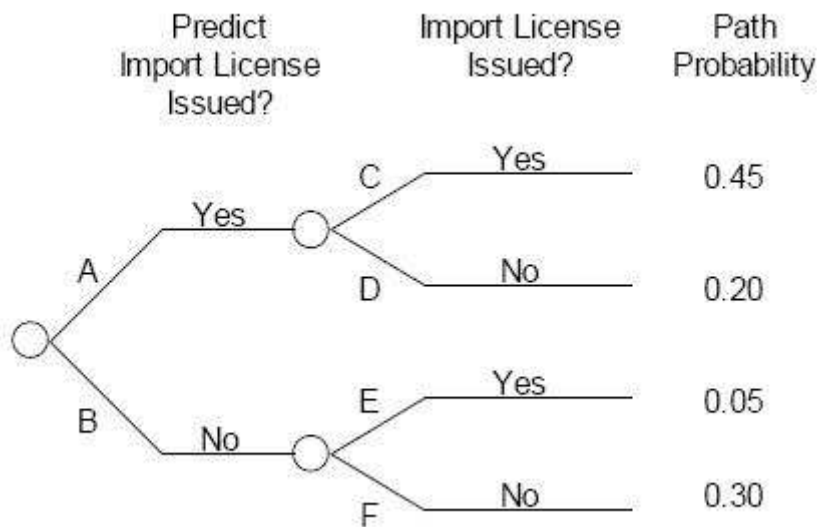 Predict
Import License
Issued?
Import License
Issued?
Path
Probability
C
Yes
0.45
A
Yes
D
No
0.20
B
No
E
Yes
0.05
F
No
0.30